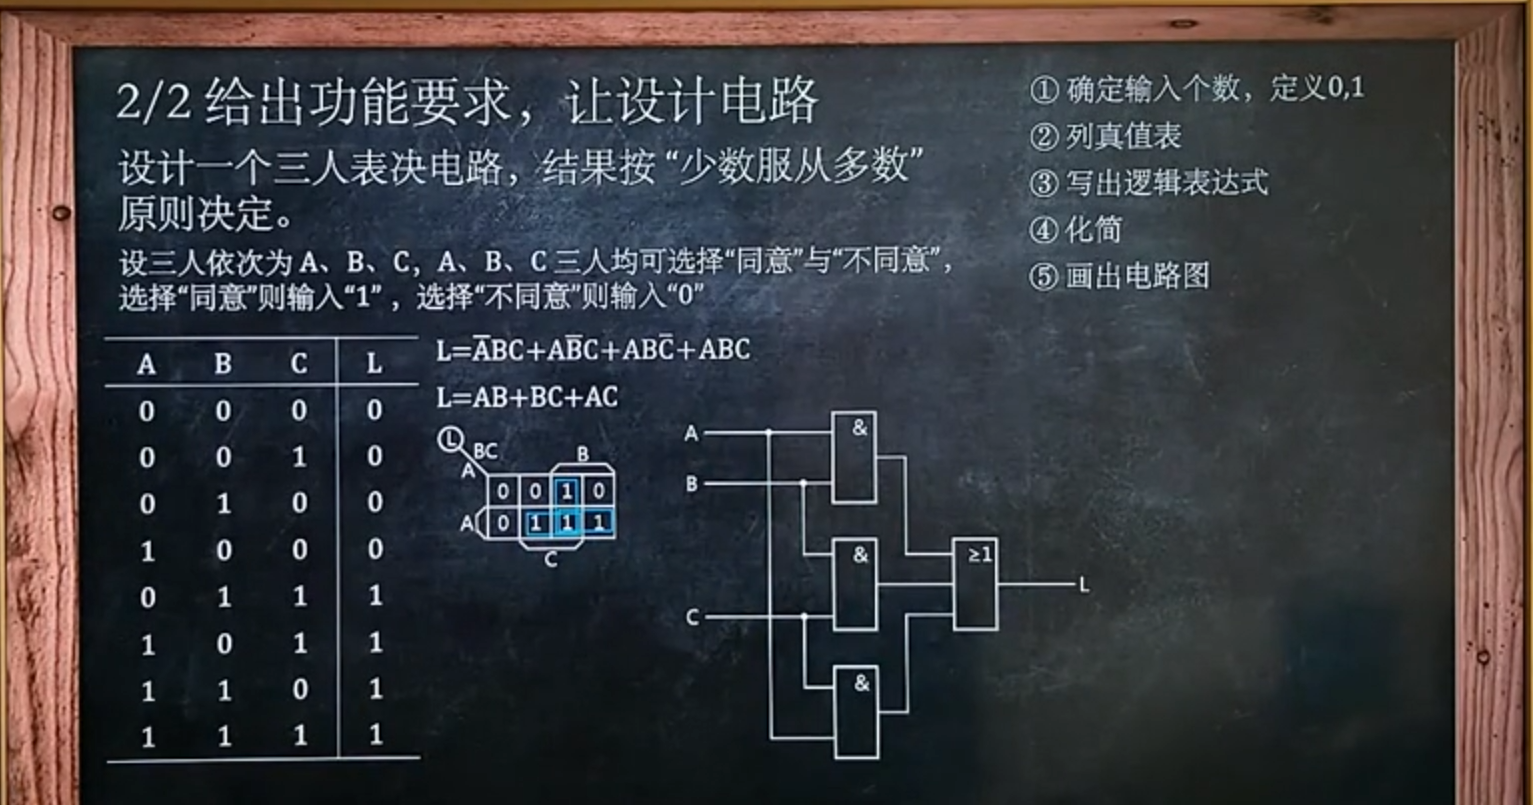 2/2 给出功能要求，让设计电路
设计一个三人表决电路，结果按“少数服从多数”
原则决定。
设三人依次为 A、B、C，A、B、C 三人均可选择“同意”与“不同意”，
选择“同意”则输入“1”，选择“不同意”则输入“0”
① 确定输入个数，定义0,1
② 列真值表
③ 写出逻辑表达式
④ 化简
⑤ 画出电路图
A B C L
0 0 0 0
0 0 1 0
0 1 0 0
1 0 0 0
0 1 1 1
1 0 1 1
1 1 0 1
1 1 1 1
L=A̅BC+AB̅C+ABC̅+ABC
L=AB+BC+AC
L
BC
A
B
0 0 1 0
A
0 1 1 1
C
A
&
B
&
≥1
L
C
&